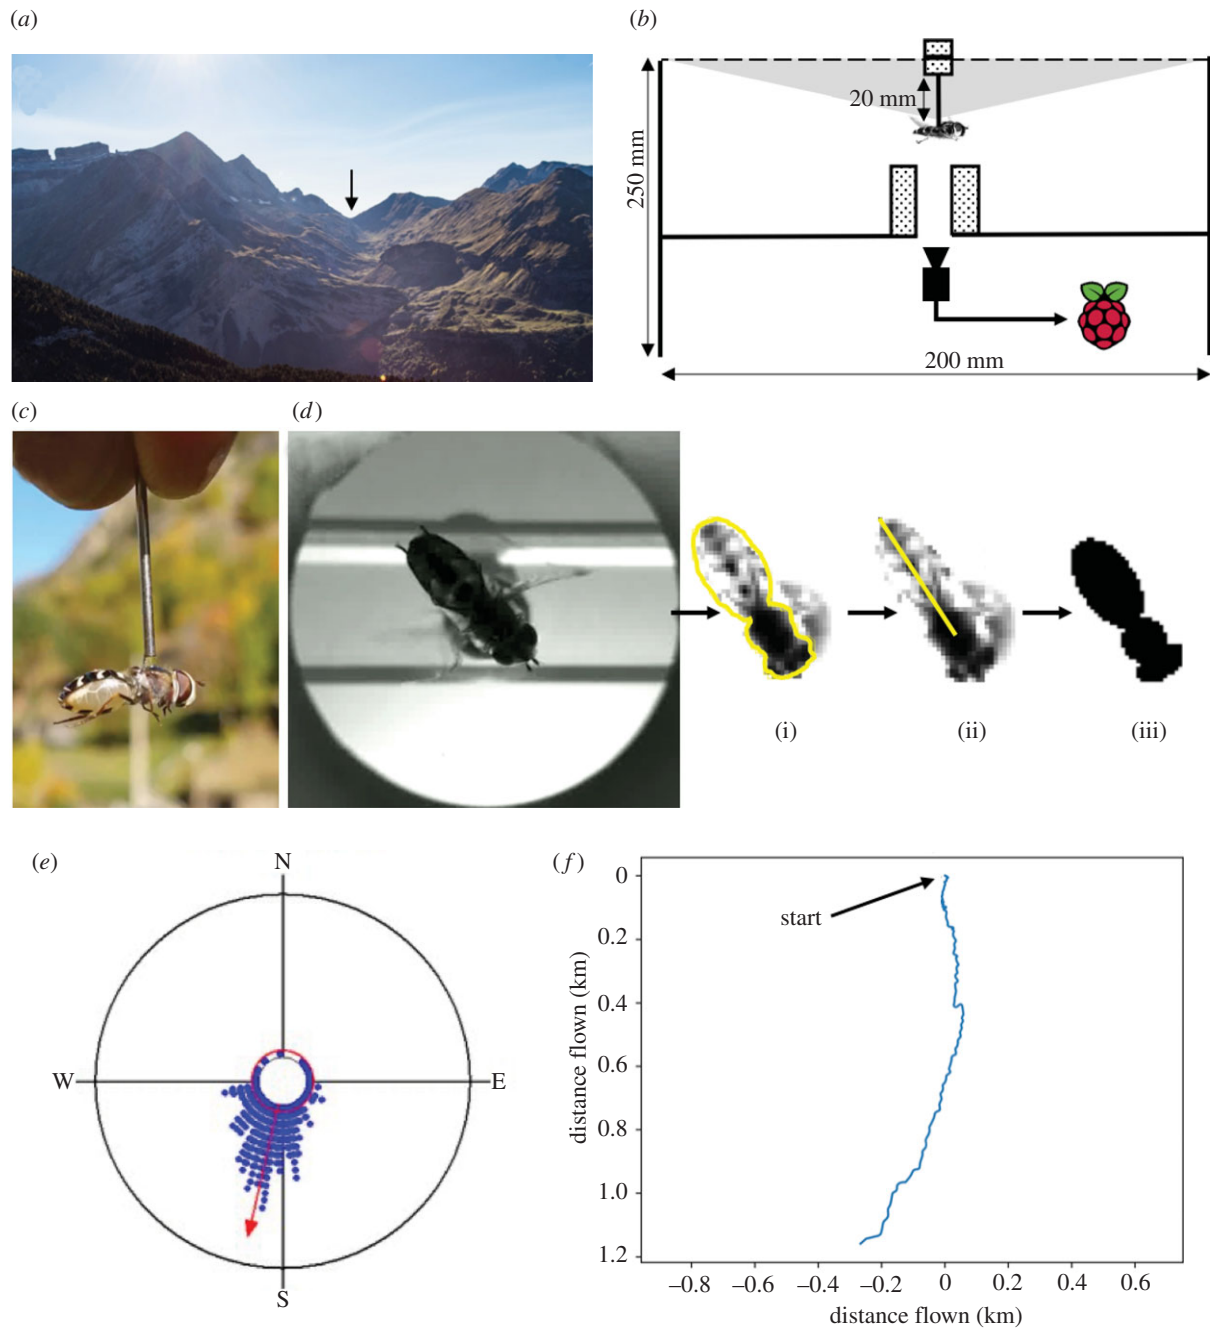 (a)
(b)
20 mm
250 mm
200 mm
(c)
(d)
(i)
(ii)
(iii)
(e)
N
W
E
S
(f)
start
distance flown (km)
0
0.2
0.4
0.6
0.8
1.0
1.2
–0.8
–0.6
–0.4
–0.2
0
0.2
0.4
0.6
distance flown (km)